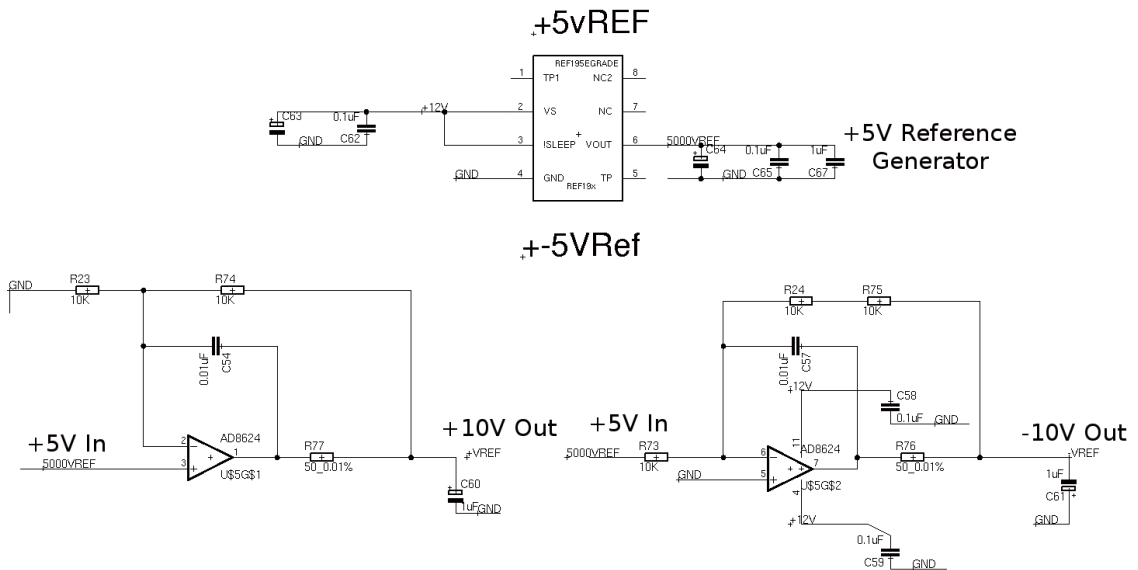 +5vREF
REF195EGRADE
1 TP1 NC2 8
+12V 2 VS NC 7
C63 0.1uF
GND C62
3 !SLEEP VOUT 6 5000VREF
C64 0.1uF 1uF
+5V Reference
Generator
GND 4 GND TP 5 GND C65 C67
REF19x
+-5VRef
GND R23 R74
10K 10K
R24 R75
10K 10K
0.01uF C54
0.01uF C57
-12V C58
0.1uF GND
+5V In
5000VREF
2 AD8624 1
3 U$5G$1
R77
50_0.01%
+10V Out
+VREF
C60
1uF GND
+5V In
5000VREF R73
10K
GND
6 11 AD8624 7
5 4 U$5G$2
R76
50_0.01%
-10V Out
-VREF
1uF
C61
GND
+12V
0.1uF
C59 GND